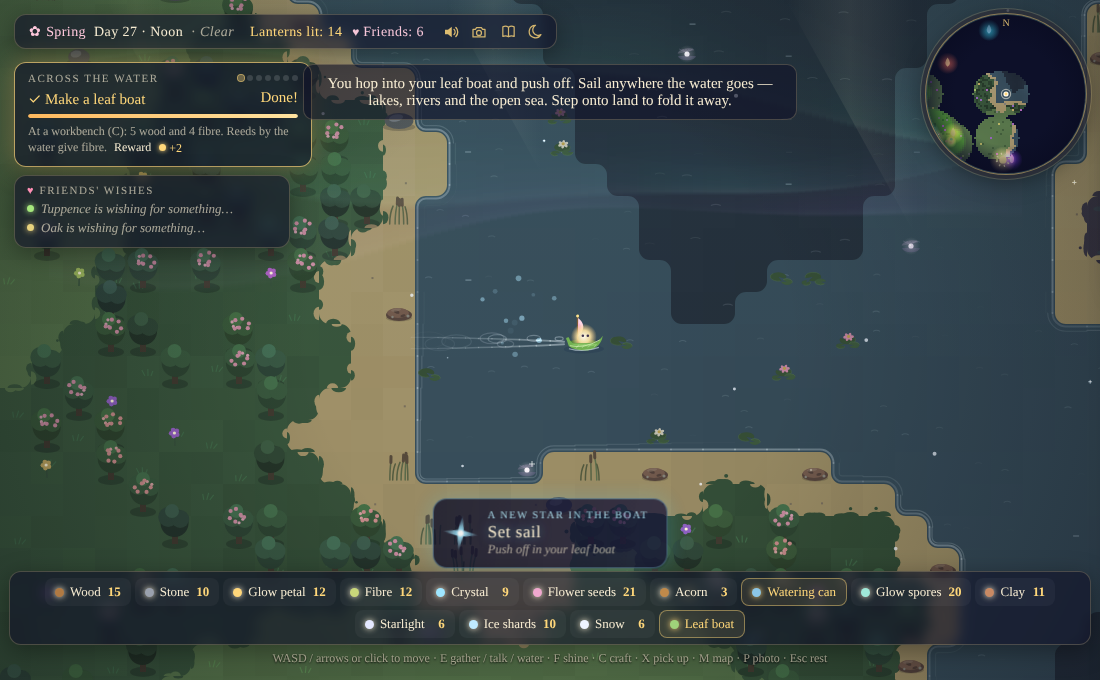 ✿ Spring Day 27 · Noon · Clear Lanterns lit: 14 ♥ Friends: 6
N
ACROSS THE WATER
✓ Make a leaf boat Done!
At a workbench (C): 5 wood and 4 fibre. Reeds by the
water give fibre. Reward +2
You hop into your leaf boat and push off. Sail anywhere the water goes —
lakes, rivers and the open sea. Step onto land to fold it away.
♥ FRIENDS' WISHES
Tuppence is wishing for something…
Oak is wishing for something…
A NEW STAR IN THE BOAT
Set sail
Push off in your leaf boat
Wood 15 Stone 10 Glow petal 12 Fibre 12 Crystal 9 Flower seeds 21 Acorn 3 Watering can Glow spores 20 Clay 11
Starlight 6 Ice shards 10 Snow 6 Leaf boat
WASD / arrows or click to move · E gather / talk / water · F shine · C craft · X pick up · M map · P photo · Esc rest